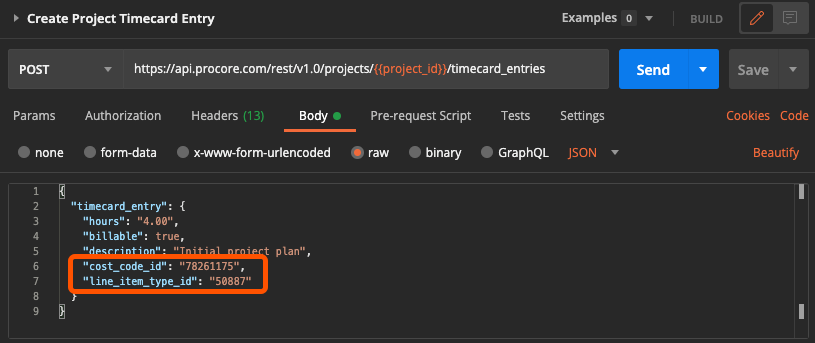 Create Project Timecard Entry Examples 0 BUILD
POST https://api.procore.com/rest/v1.0/projects/{{project_id}}/timecard_entries Send Save
Params Authorization Headers (13) Body Pre-request Script Tests Settings Cookies Code
none form-data x-www-form-urlencoded raw binary GraphQL JSON Beautify
1 {
2 "timecard_entry": {
3 "hours": "4.00",
4 "billable": true,
5 "description": "Initial project plan",
6 "cost_code_id": "78261175",
7 "line_item_type_id": "50887"
8 }
9 }